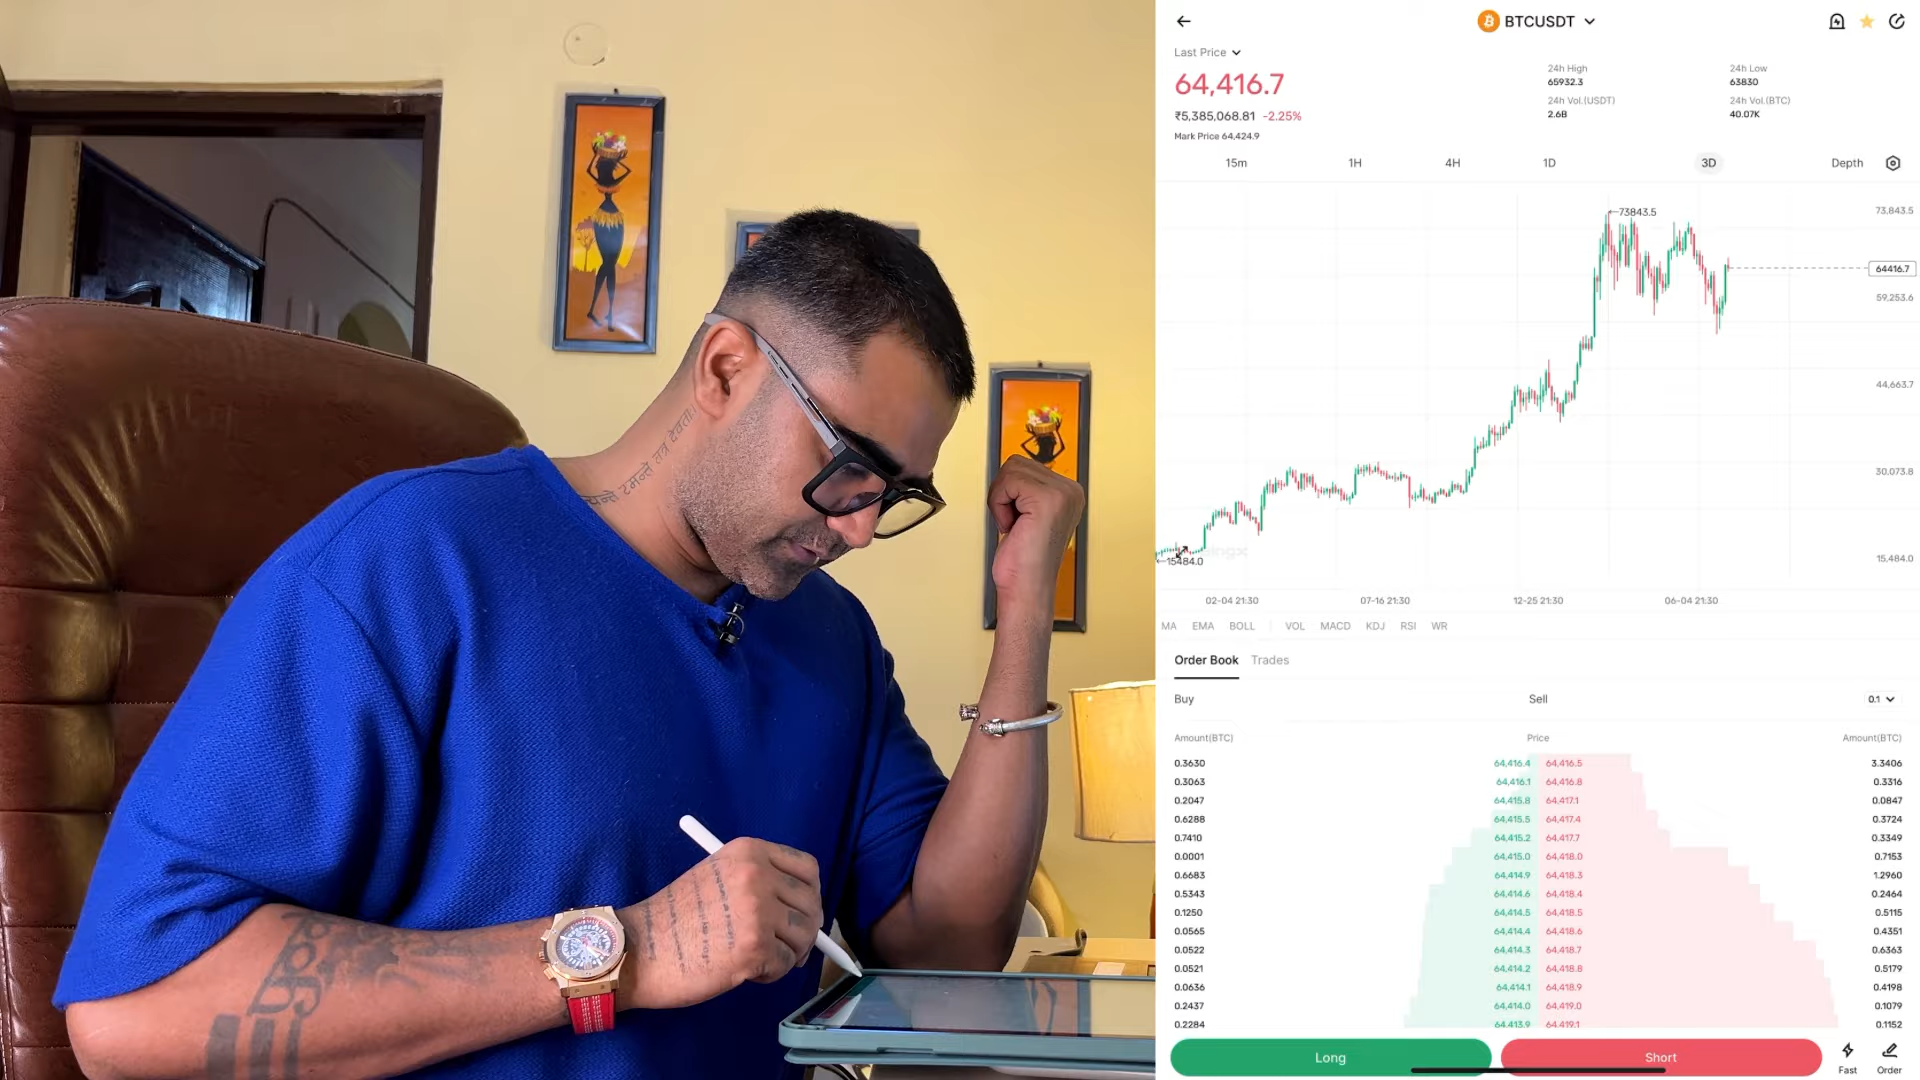 BTCUSDT
Last Price
64,416.7
₹5,385,068.81 -2.25%
Mark Price 64,424.9
24h High
65932.3
24h Low
63830
24h Vol.(USDT)
2.6B
24h Vol.(BTC)
40.07K
15m 1H 4H 1D 3D Depth
73843.5
73,843.5
64416.7
59,253.6
44,663.7
30,073.8
15,484.0
15484.0
02-04 21:30 07-16 21:30 12-25 21:30 06-04 21:30
MA EMA BOLL VOL MACD KDJ RSI WR
Order Book Trades
Buy Sell 0.1
Amount(BTC) Price Amount(BTC)
0.3630 64,416.4 64,416.5 3.3406
0.3063 64,416.1 64,416.8 0.3316
0.2047 64,415.8 64,417.1 0.0847
0.6288 64,415.5 64,417.4 0.3724
0.7410 64,415.2 64,417.7 0.3349
0.0001 64,415.0 64,418.0 0.7153
0.6683 64,414.9 64,418.3 1.2960
0.5343 64,414.6 64,418.4 0.2464
0.1250 64,414.5 64,418.5 0.5115
0.0565 64,414.4 64,418.6 0.4351
0.0522 64,414.3 64,418.7 0.6363
0.0521 64,414.2 64,418.8 0.5179
0.0636 64,414.1 64,418.9 0.4198
0.2437 64,414.0 64,419.0 0.1079
0.2284 64,413.9 64,419.1 0.1152
Long Short Fast Order